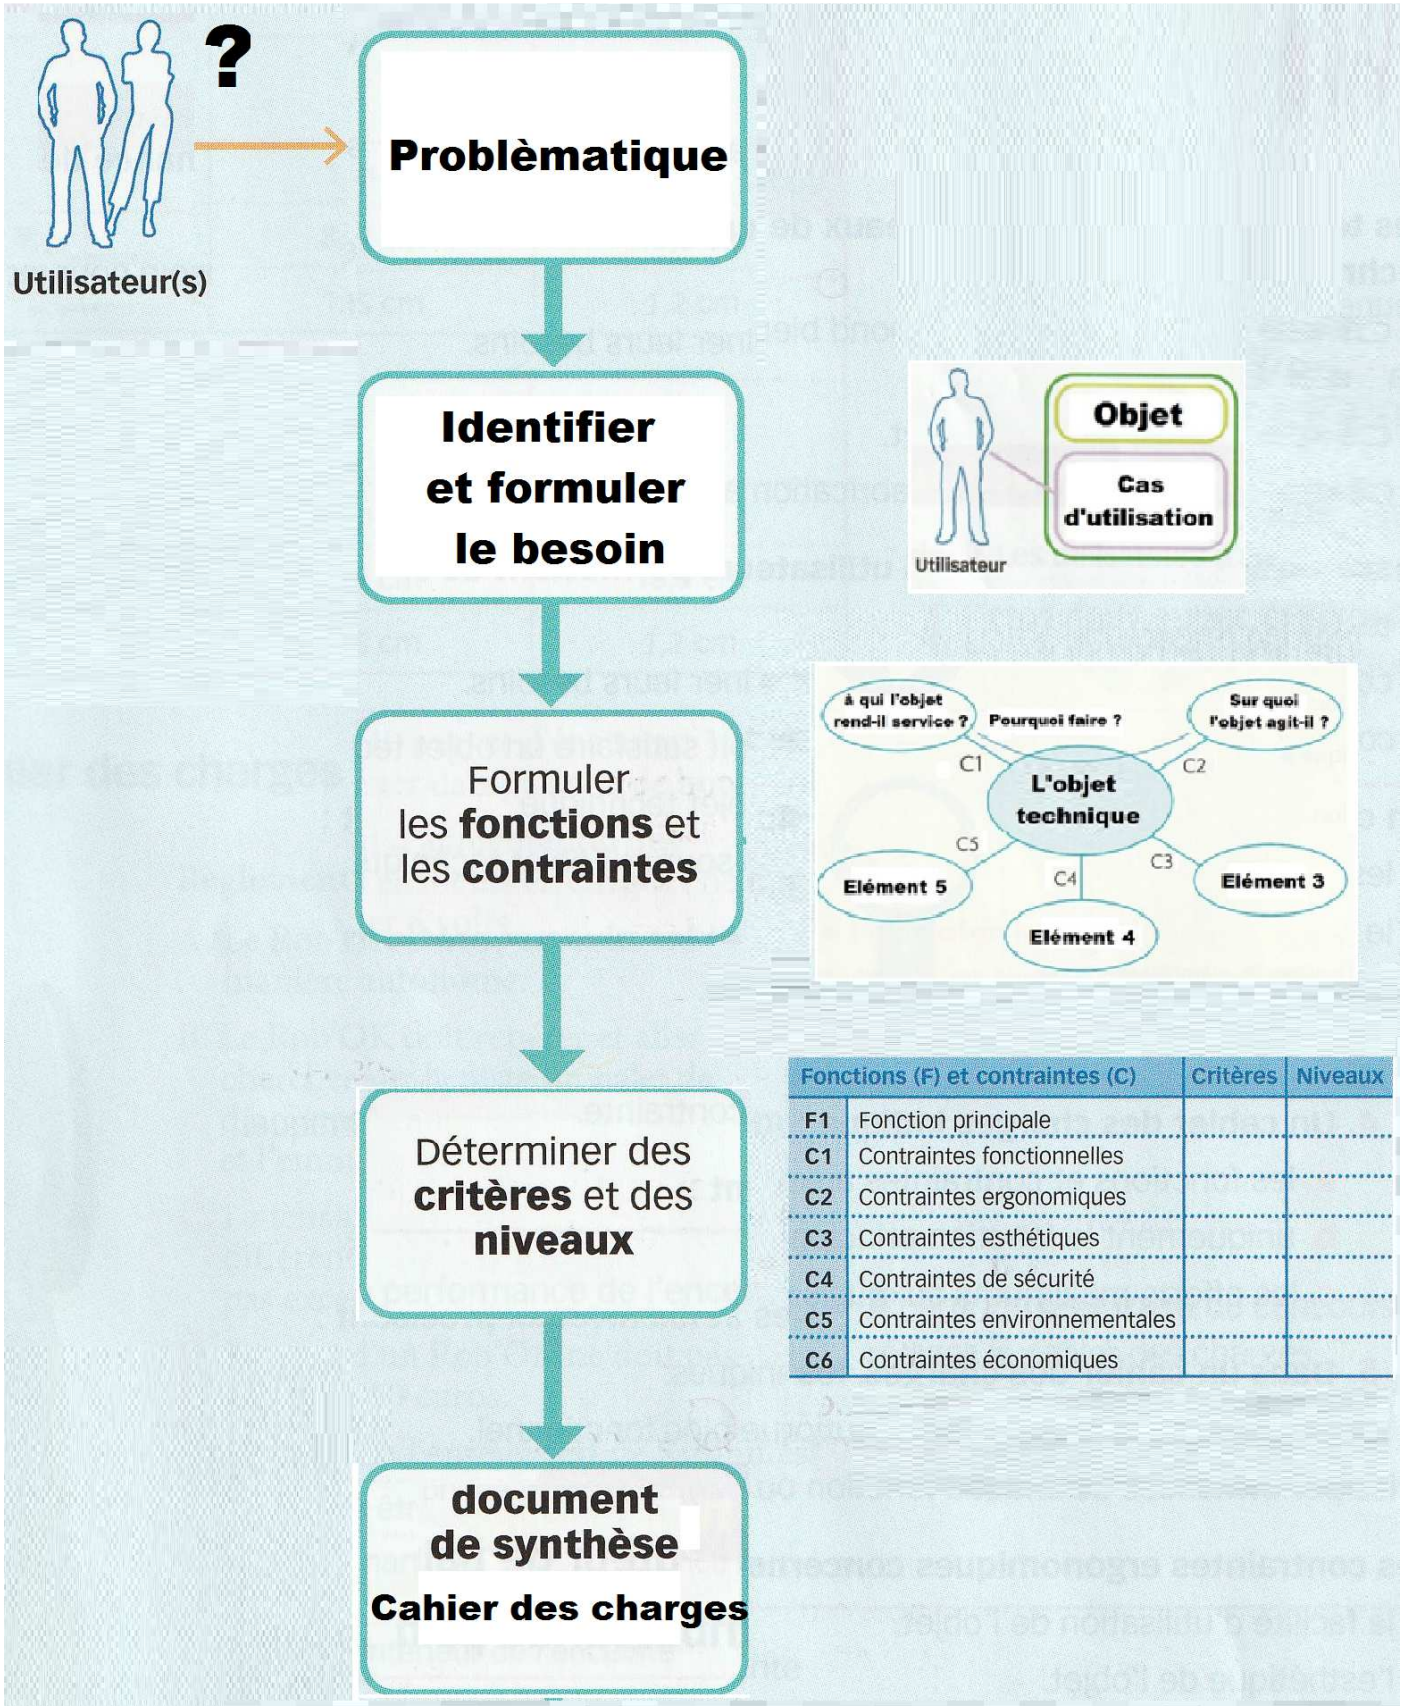 ?
Utilisateur(s)
Problèmatique
Identifier
et formuler
le besoin
Objet
Cas
d'utilisation
Utilisateur
Formuler
les fonctions et
les contraintes
à qui l'objet
rend-il service ?
Pourquoi faire ?
Sur quoi
l'objet agit-il ?
C1
C2
L'objet
technique
C5
C4
C3
Elément 5
Elément 4
Elément 3
Déterminer des
critères et des
niveaux
Fonctions (F) et contraintes (C) Critères Niveaux
F1 Fonction principale
C1 Contraintes fonctionnelles
C2 Contraintes ergonomiques
C3 Contraintes esthétiques
C4 Contraintes de sécurité
C5 Contraintes environnementales
C6 Contraintes économiques
document
de synthèse
Cahier des charges